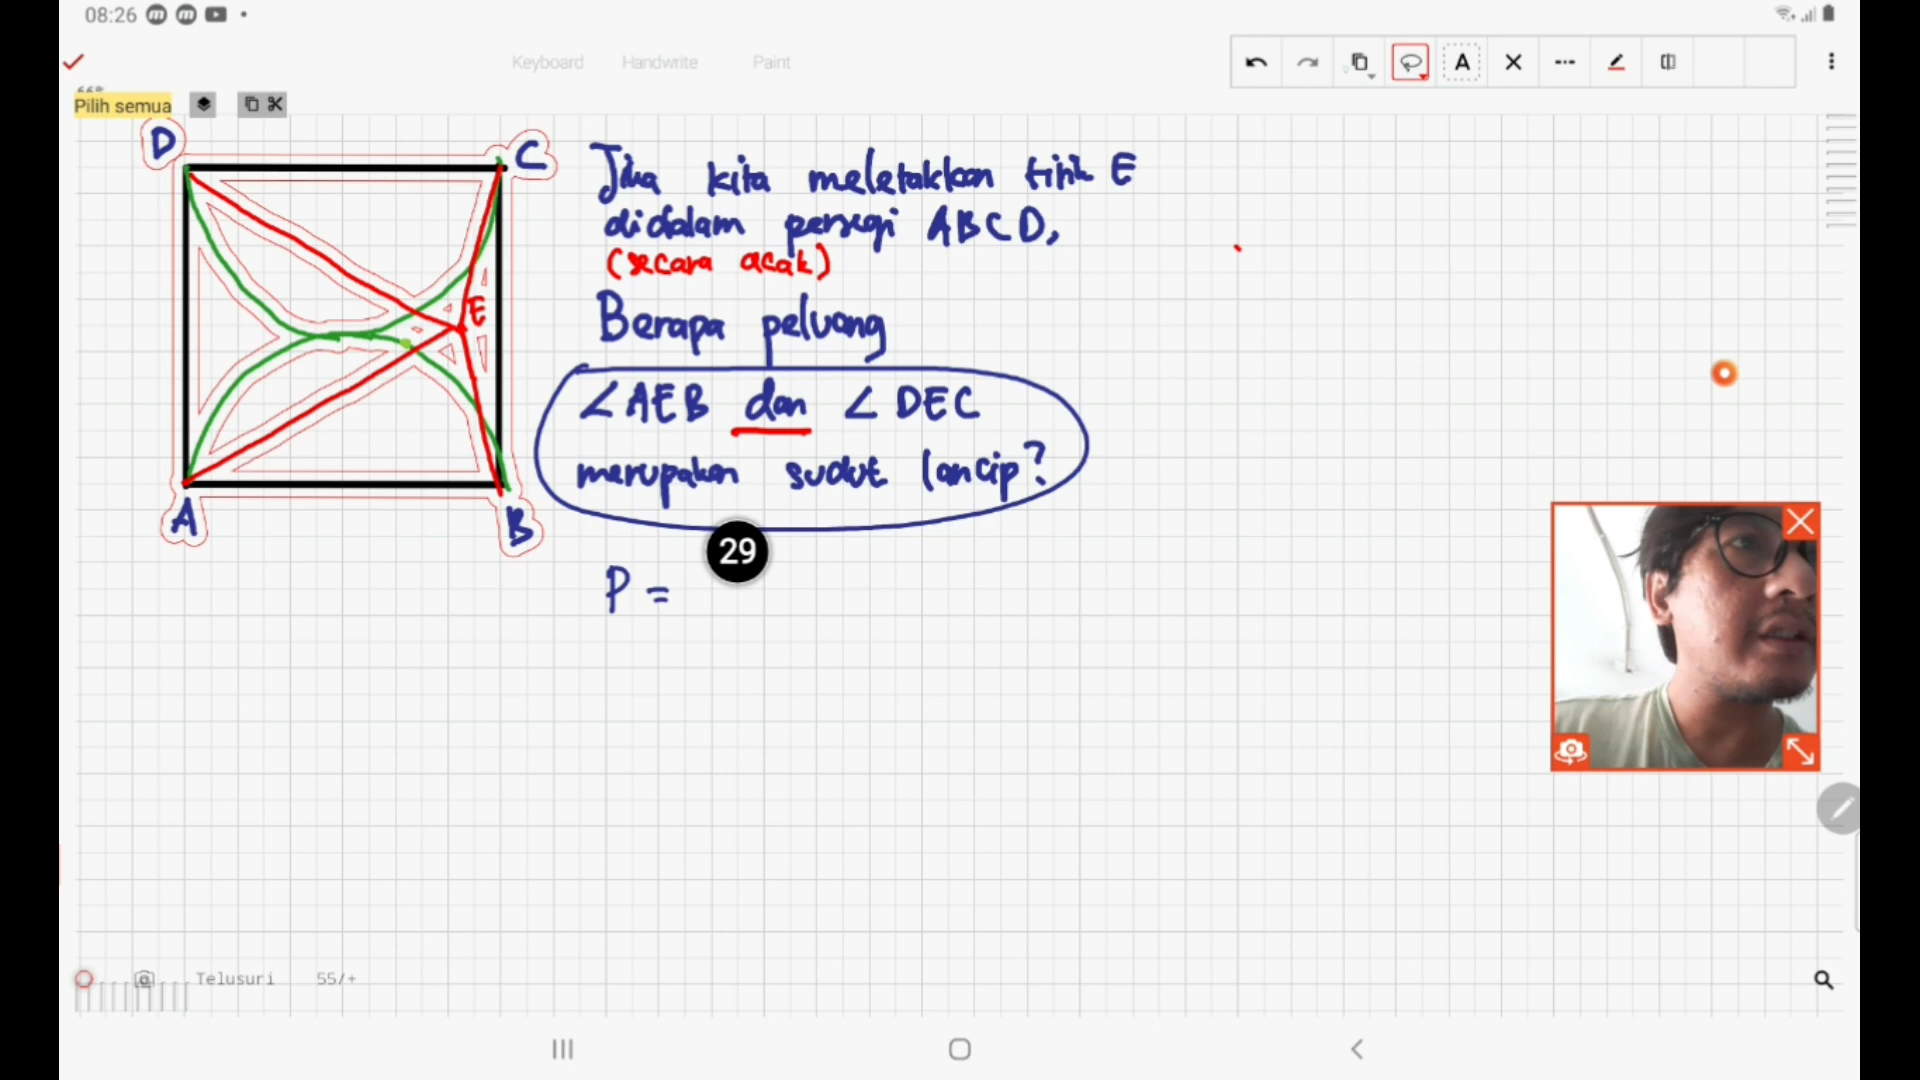 08:26
Keyboard Handwrite Paint
A
66%
Pilih semua
D
C
Jika kita meletakkan titik E
didalam persegi ABCD,
(secara acak)
E
Berapa peluang
∠AEB dan ∠DEC
merupakan sudut lancip?
A
B
29
P =
Telusuri 55/+